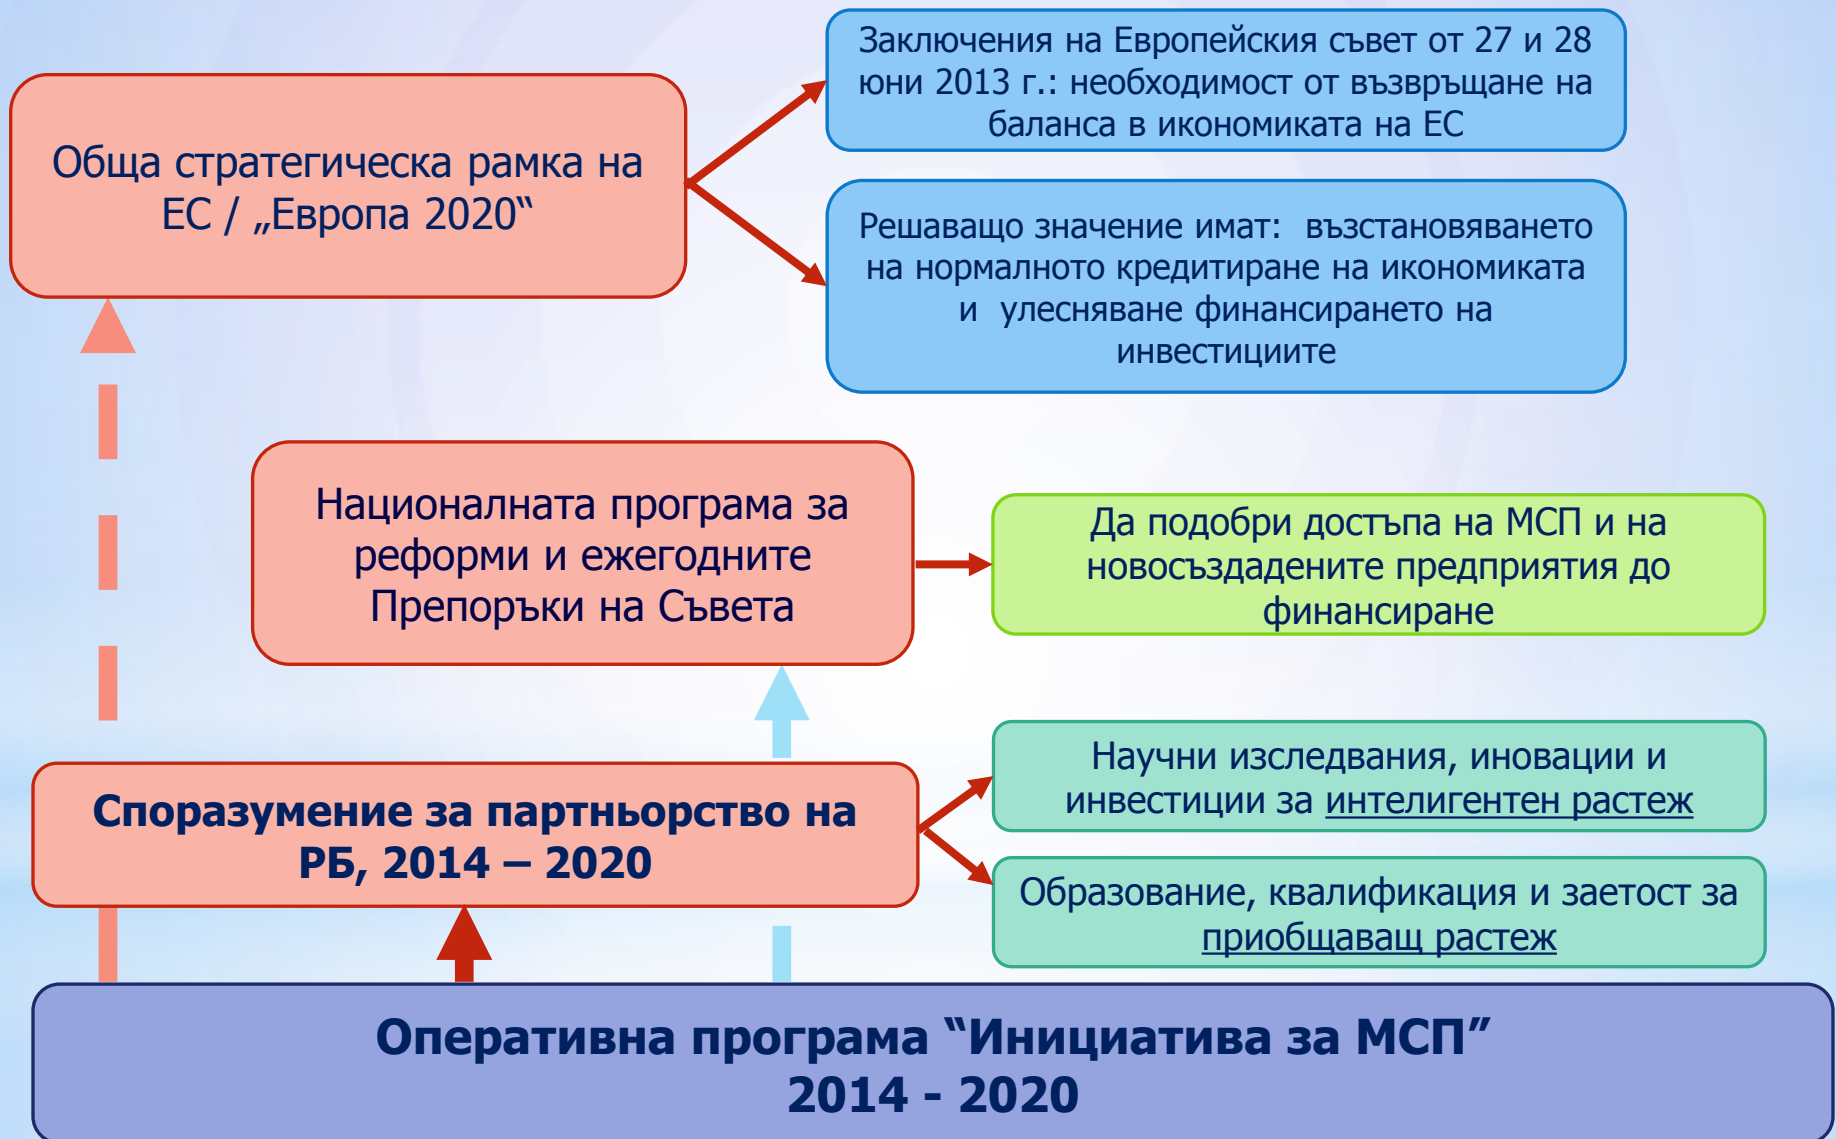 Заключения на Европейския съвет от 27 и 28
юни 2013 г.: необходимост от възвръщане на
баланса в икономиката на ЕС
Обща стратегическа рамка на
ЕС / „Европа 2020“
Решаващо значение имат:  възстановяването
на нормалното кредитиране на икономиката
и  улесняване финансирането на
инвестициите
Националната програма за
реформи и ежегодните
Препоръки на Съвета
Да подобри достъпа на МСП и на
новосъздадените предприятия до
финансиране
Споразумение за партньорство на
РБ, 2014 – 2020
Научни изследвания, иновации и
инвестиции за интелигентен растеж
Образование, квалификация и заетост за
приобщаващ растеж
Оперативна програма “Инициатива за МСП”
2014 - 2020